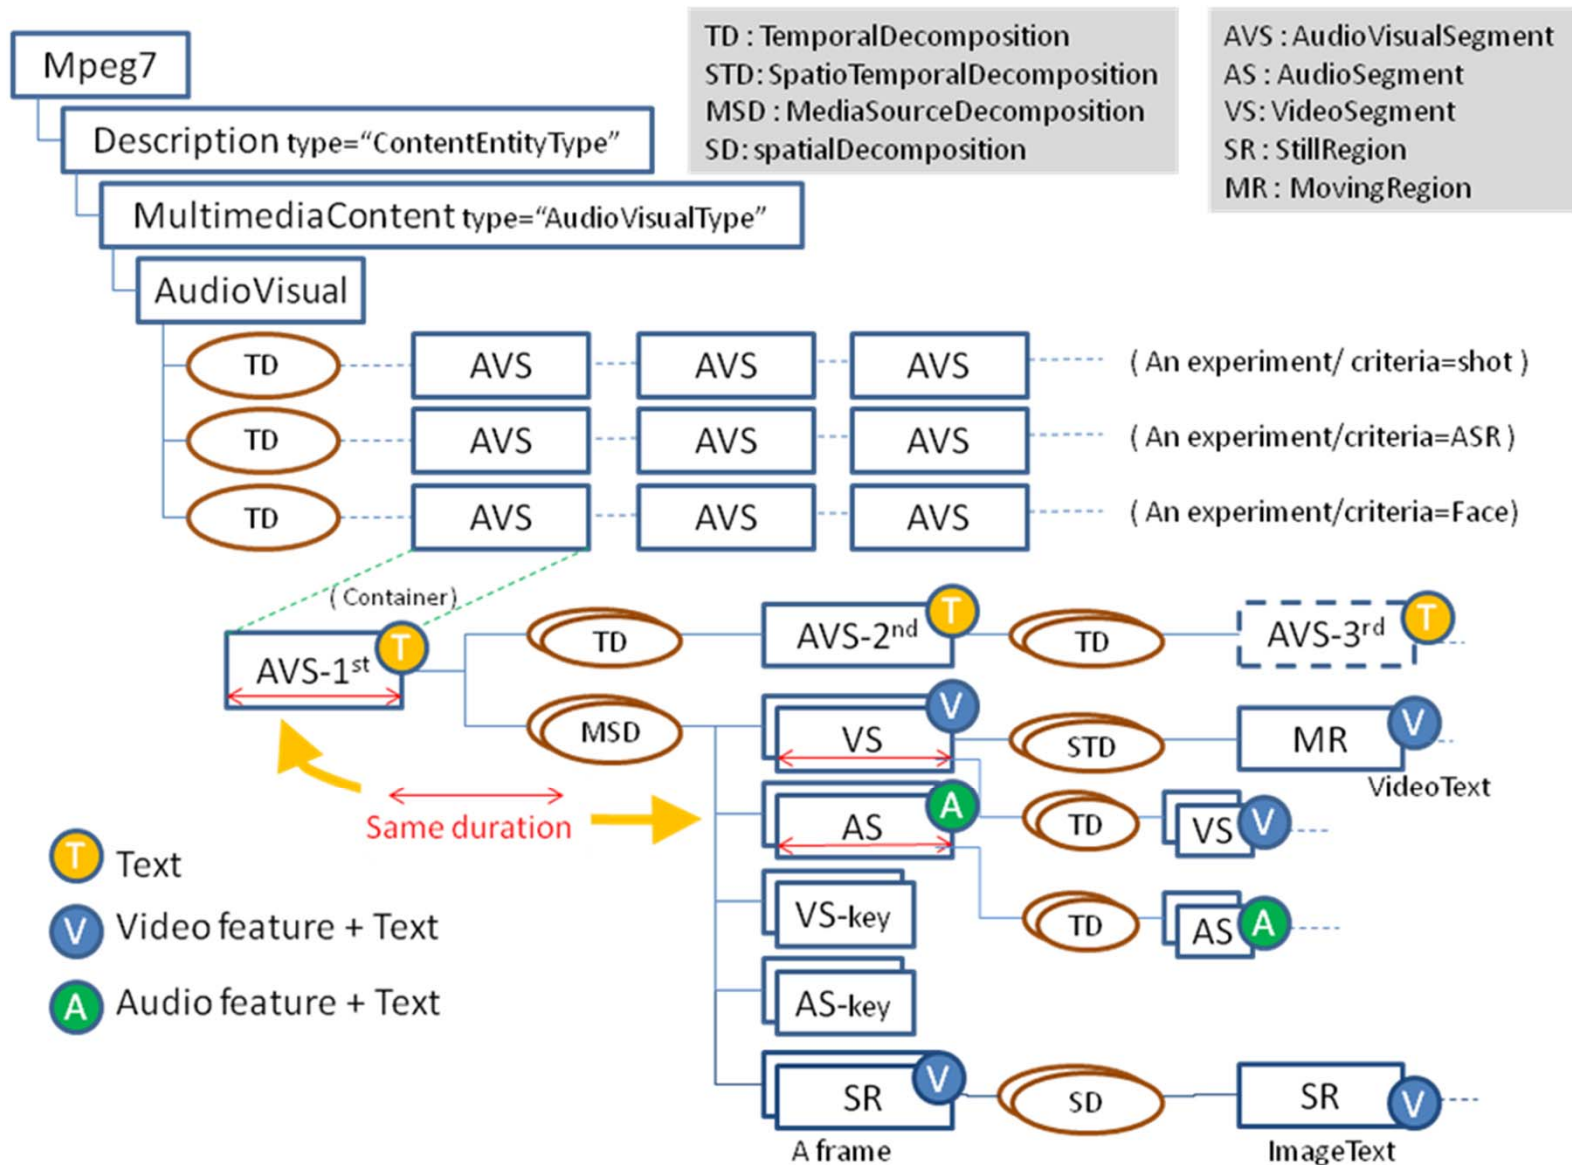 Mpeg7
Description type=“ContentEntityType”
MultimediaContent type=“AudioVisualType”
AudioVisual
TD : TemporalDecomposition
STD: SpatioTemporalDecomposition
MSD : MediaSourceDecomposition
SD: spatialDecomposition
AVS : AudioVisualSegment
AS : AudioSegment
VS: VideoSegment
SR : StillRegion
MR : MovingRegion
TD AVS AVS AVS ( An experiment/ criteria=shot )
TD AVS AVS AVS ( An experiment/criteria=ASR )
TD AVS AVS AVS ( An experiment/criteria=Face)
( Container)
AVS-1st T TD AVS-2nd T TD AVS-3rd T
MSD VS V STD MR V
VideoText
Same duration
AS A TD VS V
TD AS A
VS-key
AS-key
SR V SD SR V
A frame
ImageText
T Text
V Video feature + Text
A Audio feature + Text